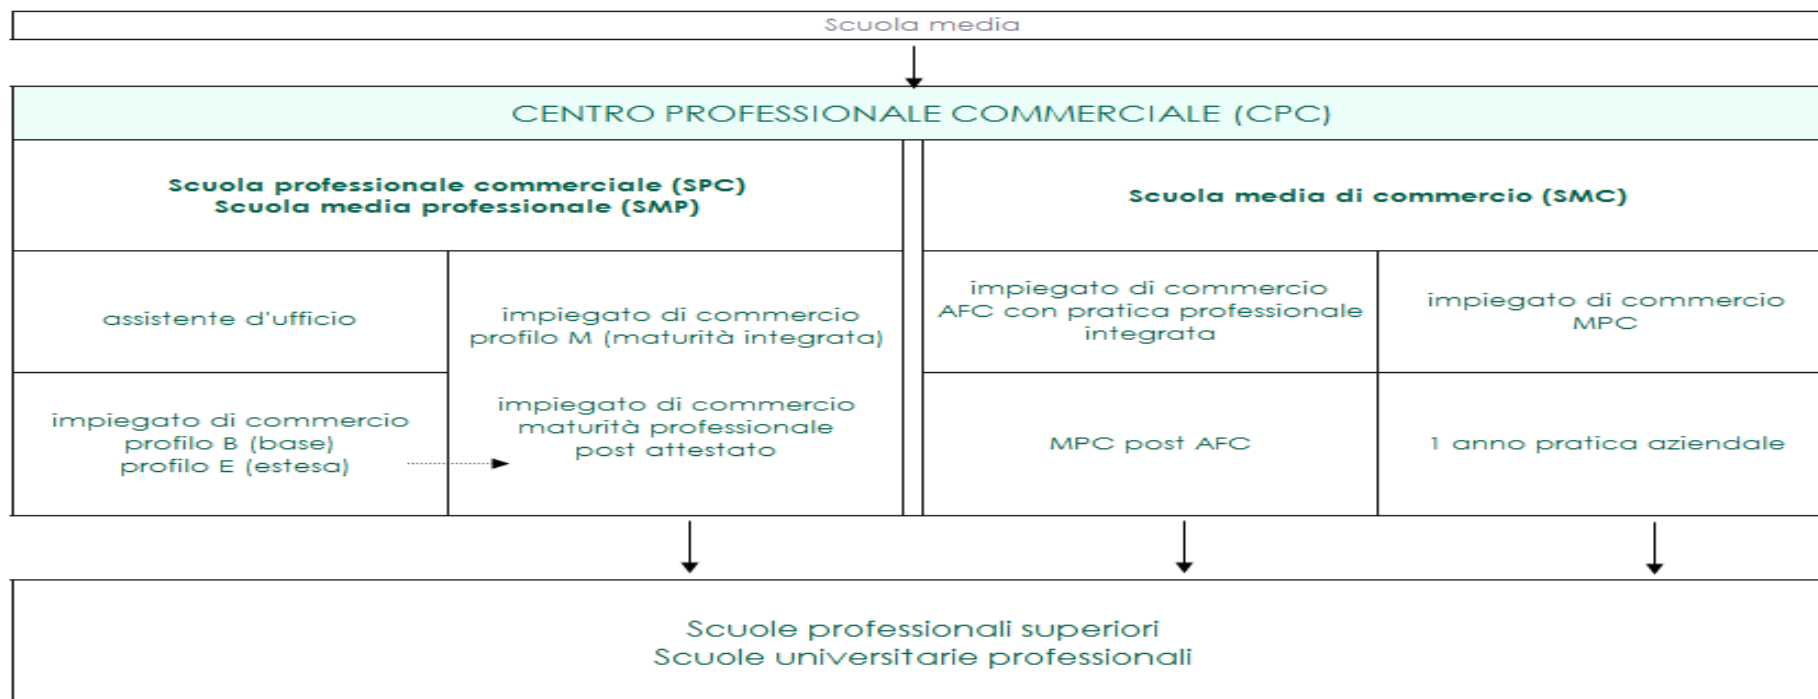 Scuola media
CENTRO PROFESSIONALE COMMERCIALE (CPC)
Scuola professionale commerciale (SPC)
Scuola media professionale (SMP)
Scuola media di commercio (SMC)
assistente d'ufficio
impiegato di commercio
profilo M (maturità integrata)
impiegato di commercio
AFC con pratica professionale
integrata
impiegato di commercio
MPC
impiegato di commercio
profilo B (base)
profilo E (estesa)
impiegato di commercio
maturità professionale
post attestato
MPC post AFC
1 anno pratica aziendale
Scuole professionali superiori
Scuole universitarie professionali